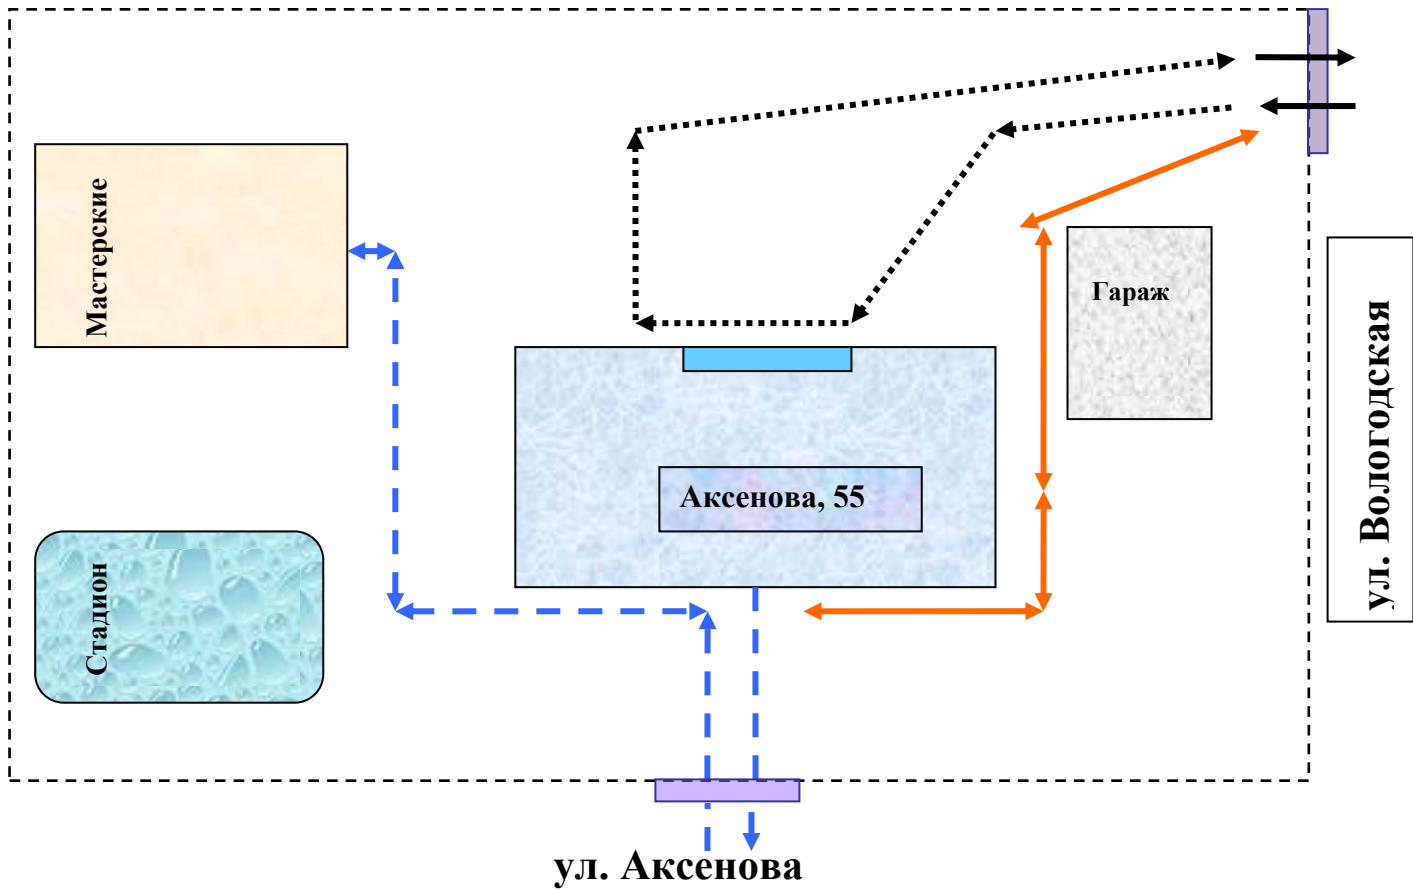 Мастерские
Гараж
ул. Вологодская
Аксенова, 55
Стадион
ул. Аксенова